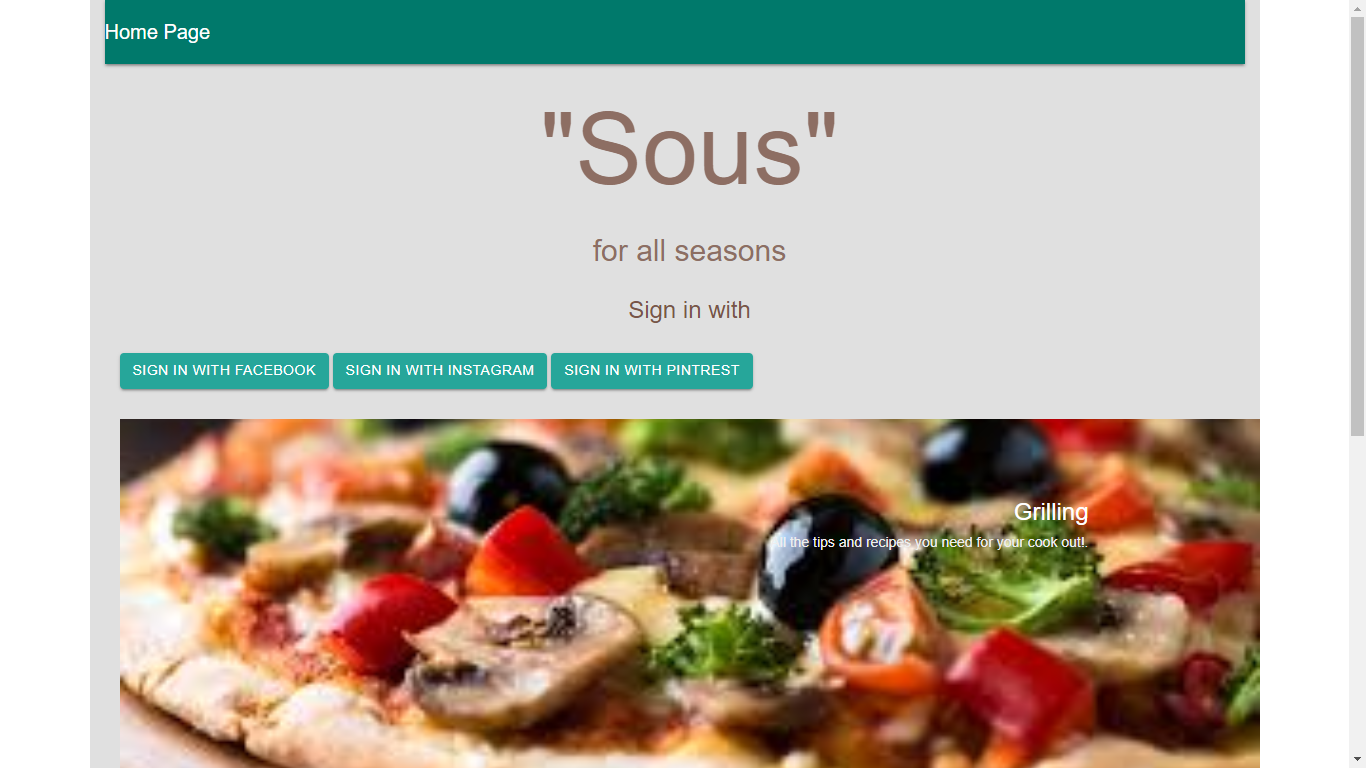 Home Page
"Sous"
for all seasons
Sign in with
SIGN IN WITH FACEBOOK SIGN IN WITH INSTAGRAM SIGN IN WITH PINTREST
Grilling
All the tips and recipes you need for your cook out!.